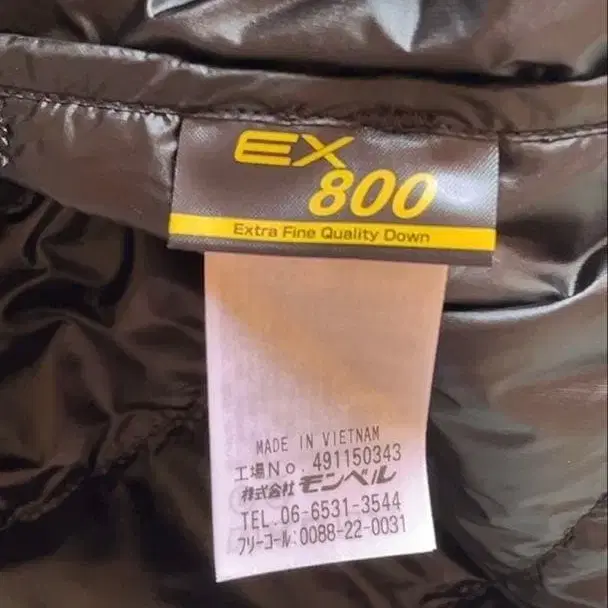 EX
800
Extra Fine Quality Down
MADE IN VIETNAM
工場No. 491150343
株式会社 モンベル
TEL. 06-6531-3544
フリーコール:0088-22-0031